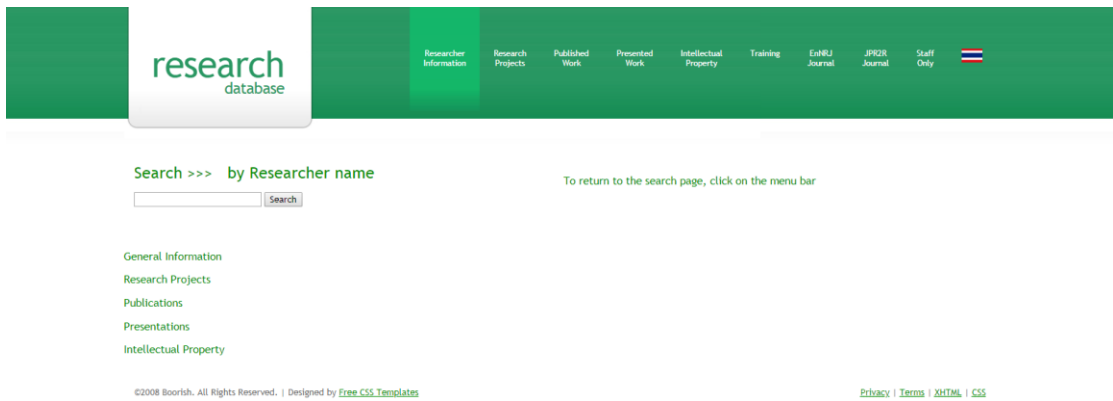 research
database
Researcher
Information
Research
Projects
Published
Work
Presented
Work
Intellectual
Property
Training
EnNRJ
Journal
JPR2R
Journal
Staff
Only
Search >>> by Researcher name
Search
To return to the search page, click on the menu bar
General Information
Research Projects
Publications
Presentations
Intellectual Property
©2008 Boorish. All Rights Reserved. | Designed by Free CSS Templates
Privacy | Terms | XHTML | CSS